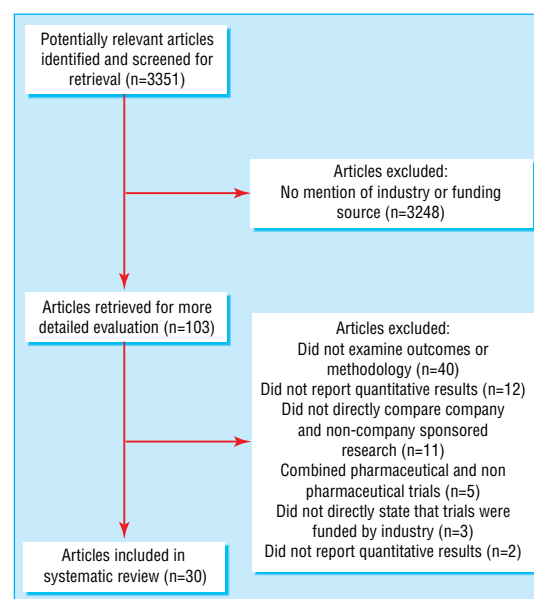 Potentially relevant articles
identified and screened for
retrieval (n=3351)
Articles excluded:
No mention of industry or funding
source (n=3248)
Articles retrieved for more
detailed evaluation (n=103)
Articles excluded:
Did not examine outcomes or
methodology (n=40)
Did not report quantitative results (n=12)
Did not directly compare company
and non-company sponsored
research (n=11)
Combined pharmaceutical and non
pharmaceutical trials (n=5)
Did not directly state that trials were
funded by industry (n=3)
Did not report quantitative results (n=2)
Articles included in
systematic review (n=30)